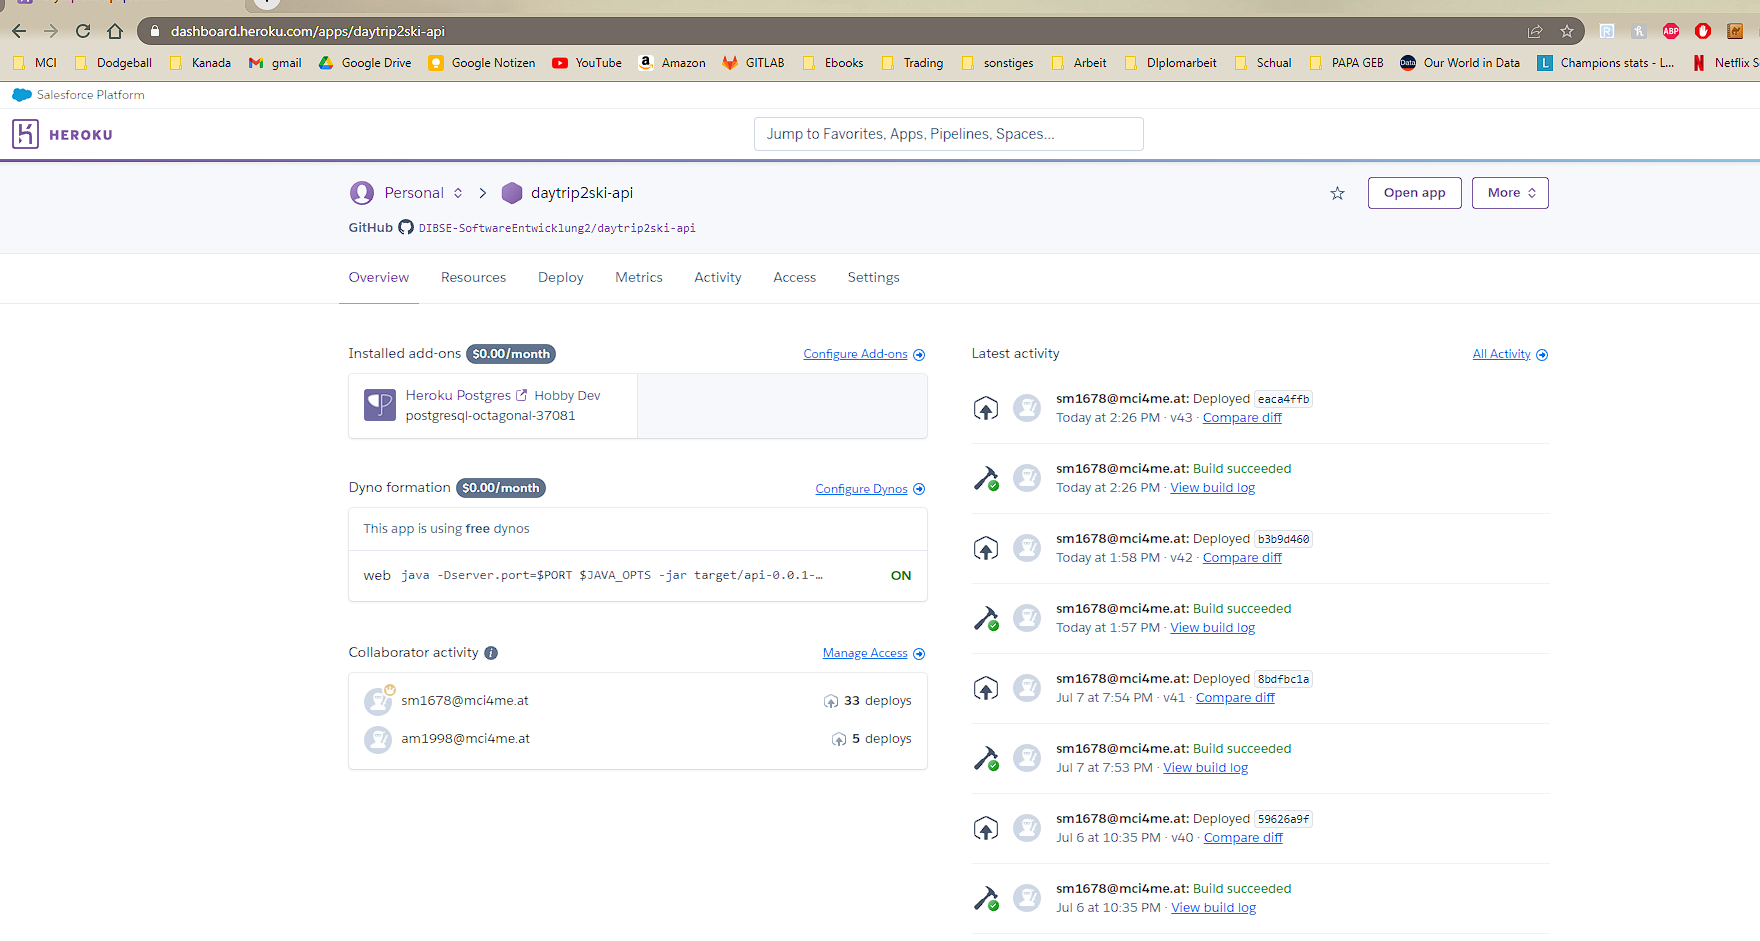 dashboard.heroku.com/apps/daytrip2ski-api
MCI Dodgeball Kanada gmail Google Drive Google Notizen YouTube Amazon GITLAB Ebooks Trading sonstiges Arbeit DIplomarbeit Schual PAPA GEB Our World in Data Champions stats - L... Netflix S
Salesforce Platform
HEROKU
Jump to Favorites, Apps, Pipelines, Spaces...
Personal > daytrip2ski-api
Open app
More
GitHub DIBSE-SoftwareEntwicklung2/daytrip2ski-api
Overview Resources Deploy Metrics Activity Access Settings
Installed add-ons $0.00/month
Configure Add-ons
Heroku Postgres Hobby Dev
postgresql-octagonal-37081
Dyno formation $0.00/month
Configure Dynos
This app is using free dynos
web java -Dserver.port=$PORT $JAVA_OPTS -jar target/api-0.0.1-… ON
Collaborator activity
Manage Access
sm1678@mci4me.at 33 deploys
am1998@mci4me.at 5 deploys
Latest activity
All Activity
sm1678@mci4me.at: Deployed eaca4ffb
Today at 2:26 PM · v43 · Compare diff
sm1678@mci4me.at: Build succeeded
Today at 2:26 PM · View build log
sm1678@mci4me.at: Deployed b3b9d460
Today at 1:58 PM · v42 · Compare diff
sm1678@mci4me.at: Build succeeded
Today at 1:57 PM · View build log
sm1678@mci4me.at: Deployed 8bdfbc1a
Jul 7 at 7:54 PM · v41 · Compare diff
sm1678@mci4me.at: Build succeeded
Jul 7 at 7:53 PM · View build log
sm1678@mci4me.at: Deployed 59626a9f
Jul 6 at 10:35 PM · v40 · Compare diff
sm1678@mci4me.at: Build succeeded
Jul 6 at 10:35 PM · View build log